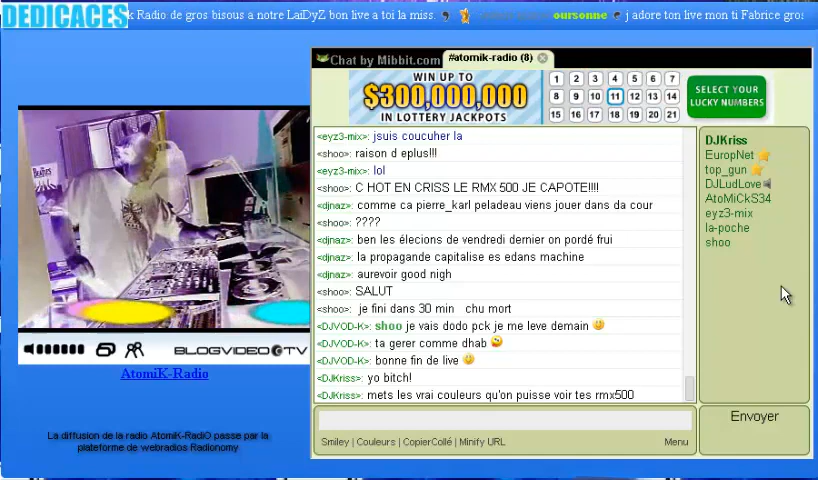 DEDICACES
k Radio de gros bisous a notre LaiDyZ bon live a toi la miss.
oursonne
j adore ton live mon ti Fabrice gros
Chat by Mibbit.com
#atomik-radio (8)
WIN UP TO
$300,000,000
IN LOTTERY JACKPOTS
1 2 3 4 5 6 7
8 9 10 11 12 13 14
15 16 17 18 19 20 21
SELECT YOUR
LUCKY NUMBERS
<eyz3-mix>: jsuis coucuher la
<shoo>: raison d eplus!!!
<eyz3-mix>: lol
<shoo>: C HOT EN CRISS LE RMX 500 JE CAPOTE!!!!
<djnaz>: comme ca pierre_karl peladeau viens jouer dans da cour
<shoo>: ????
<djnaz>: ben les élecions de vendredi dernier on pordé frui
<djnaz>: la propagande capitalise es edans machine
<djnaz>: aurevoir good nigh
<shoo>: SALUT
<shoo>: je fini dans 30 min chu mort
<DJVOD-K>: shoo je vais dodo pck je me leve demain
<DJVOD-K>: ta gerer comme dhab
<DJVOD-K>: bonne fin de live
<DJKriss>: yo bitch!
<DJKriss>: mets les vrai couleurs qu'on puisse voir tes rmx500
DJKriss
EuropNet
top_gun
DJLudLove
AtoMiCkS34
eyz3-mix
la-poche
shoo
Smiley | Couleurs | CopierCollé | Minify URL
Menu
Envoyer
BLOGVIDEO TV
AtomiK-Radio
La diffusion de la radio AtomiK-RadiO passe par la
plateforme de webradios Radionomy